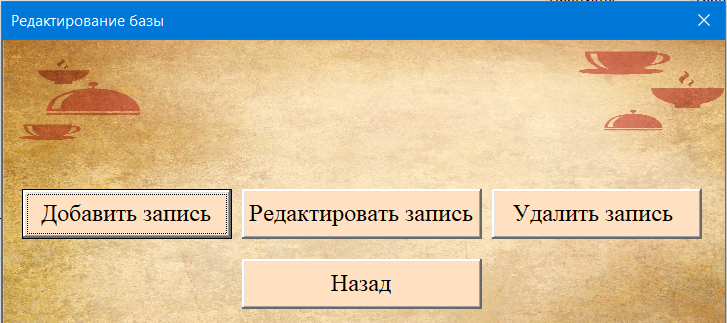 Редактирование базы
Добавить запись
Редактировать запись
Удалить запись
Назад